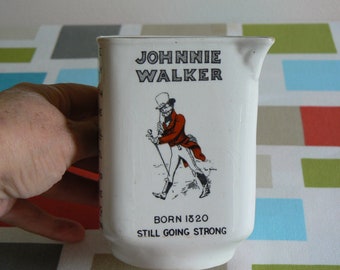 JOHNNIE
WALKER
BORN 1820
STILL GOING STRONG